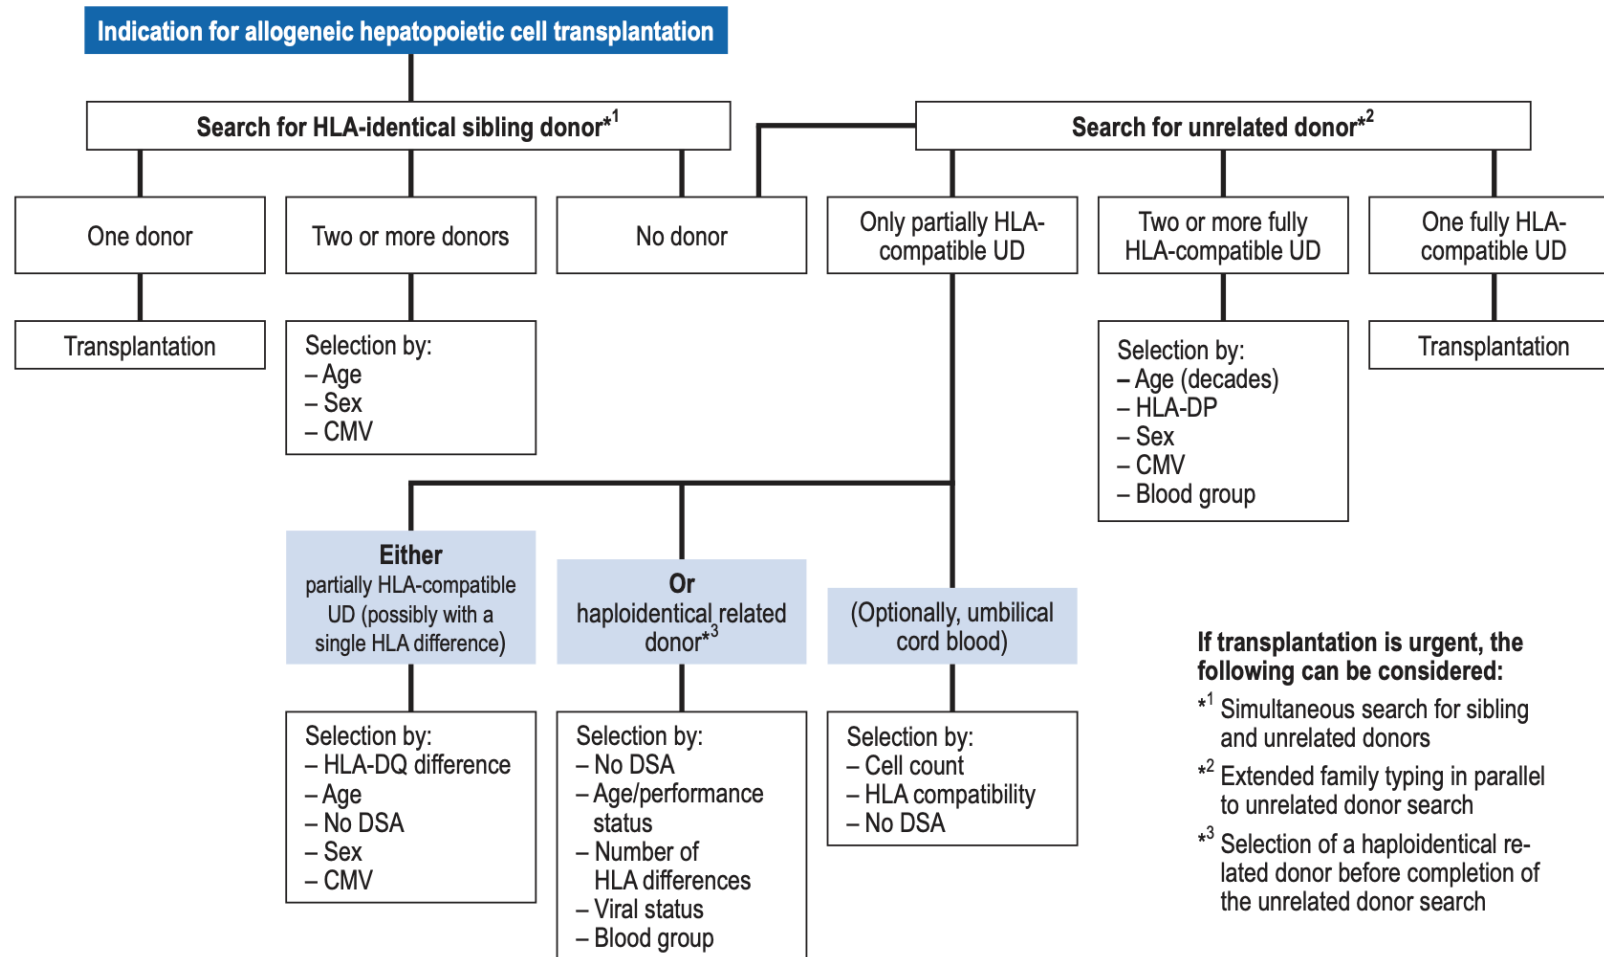 Indication for allogeneic hepatopoietic cell transplantation
Search for HLA-identical sibling donor*1
Search for unrelated donor*2
One donor
Two or more donors
No donor
Only partially HLA-
compatible UD
Two or more fully
HLA-compatible UD
One fully HLA-
compatible UD
Transplantation
Selection by:
– Age
– Sex
– CMV
Selection by:
– Age (decades)
– HLA-DP
– Sex
– CMV
– Blood group
Transplantation
Either
partially HLA-compatible
UD (possibly with a
single HLA difference)
Or
haploidentical related
donor*3
(Optionally, umbilical
cord blood)
Selection by:
– HLA-DQ difference
– Age
– No DSA
– Sex
– CMV
Selection by:
– No DSA
– Age/performance
status
– Number of
HLA differences
– Viral status
– Blood group
Selection by:
– Cell count
– HLA compatibility
– No DSA
If transplantation is urgent, the
following can be considered:
*1 Simultaneous search for sibling
and unrelated donors
*2 Extended family typing in parallel
to unrelated donor search
*3 Selection of a haploidentical re-
lated donor before completion of
the unrelated donor search